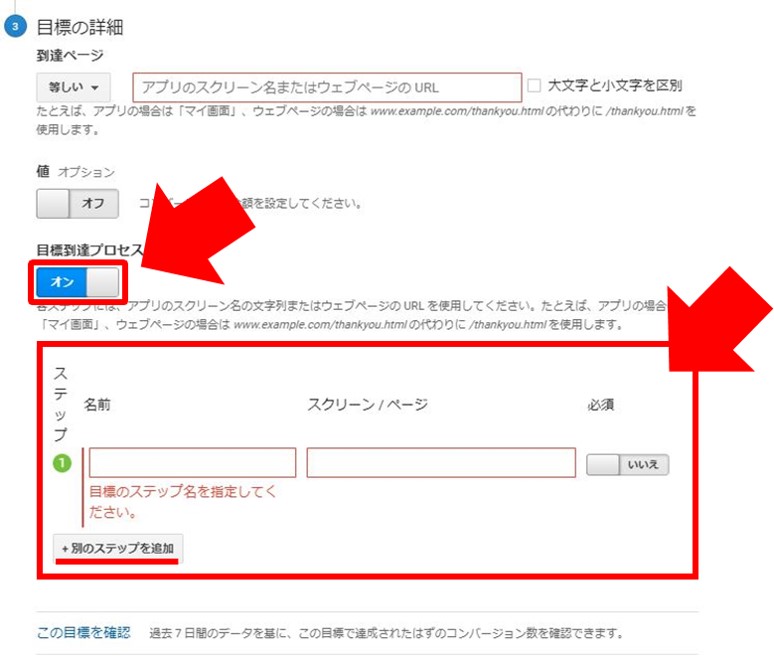 3 目標の詳細
到達ページ
等しい アプリのスクリーン名またはウェブページの URL 大文字と小文字を区別
たとえば、アプリの場合は「マイ画面」、ウェブページの場合は www.example.com/thankyou.html の代わりに /thankyou.html を
使用します。
値 オプション
オフ コンバー 額を設定してください。
目標到達プロセス
オン
各ステップには、アプリのスクリーン名の文字列またはウェブページの URL を使用してください。たとえば、アプリの場合
「マイ画面」、ウェブページの場合は www.example.com/thankyou.html の代わりに /thankyou.html を使用します。
ステップ 名前 スクリーン / ページ 必須
1 いいえ
目標のステップ名を指定してく
ださい。
+ 別のステップを追加
この目標を確認 過去 7 日間のデータを基に、この目標で達成されたはずのコンバージョン数を確認できます。